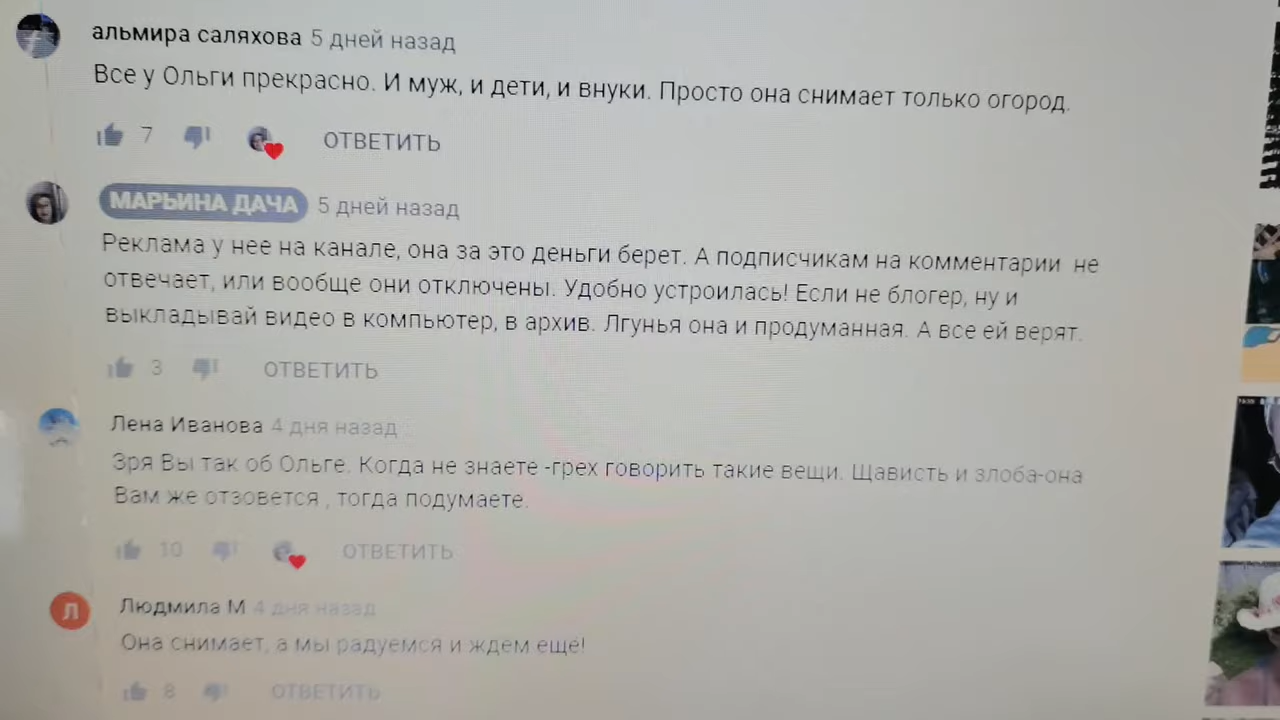 альмира саляхова 5 дней назад
Все у Ольги прекрасно. И муж, и дети, и внуки. Просто она снимает только огород.
7 ОТВЕТИТЬ
МАРЬИНА ДАЧА 5 дней назад
Реклама у нее на канале, она за это деньги берет. А подписчикам на комментарии не
отвечает, или вообще они отключены. Удобно устроилась! Если не блогер, ну и
выкладывай видео в компьютер, в архив. Лгунья она и продуманная. А все ей верят.
3 ОТВЕТИТЬ
Лена Иванова 4 дня назад
Зря Вы так об Ольге. Когда не знаете -грех говорить такие вещи. Щависть и злоба-она
Вам же отзовется , тогда подумаете.
10 ОТВЕТИТЬ
Л
Людмила М 4 дня назад
Она снимает, а мы радуемся и ждем еще!
8 ОТВЕТИТЬ